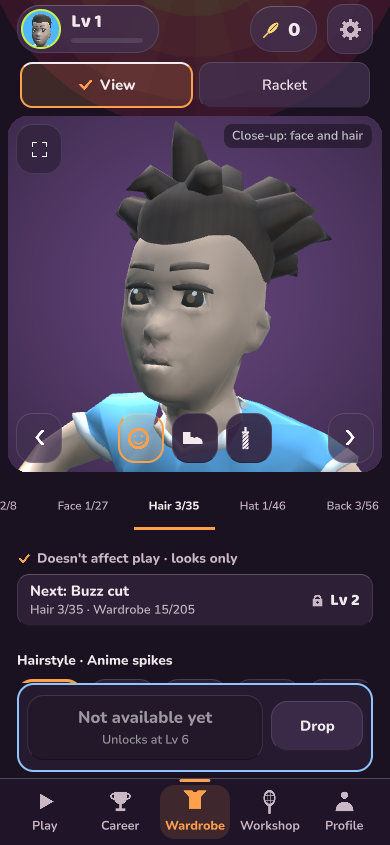 Lv 1
0
View
Racket
Close-up: face and hair
2/8
Face 1/27
Hair 3/35
Hat 1/46
Back 3/56
Doesn't affect play · looks only
Next: Buzz cut
Hair 3/35 · Wardrobe 15/205
Lv 2
Hairstyle · Anime spikes
Not available yet
Unlocks at Lv 6
Drop
Play
Career
Wardrobe
Workshop
Profile